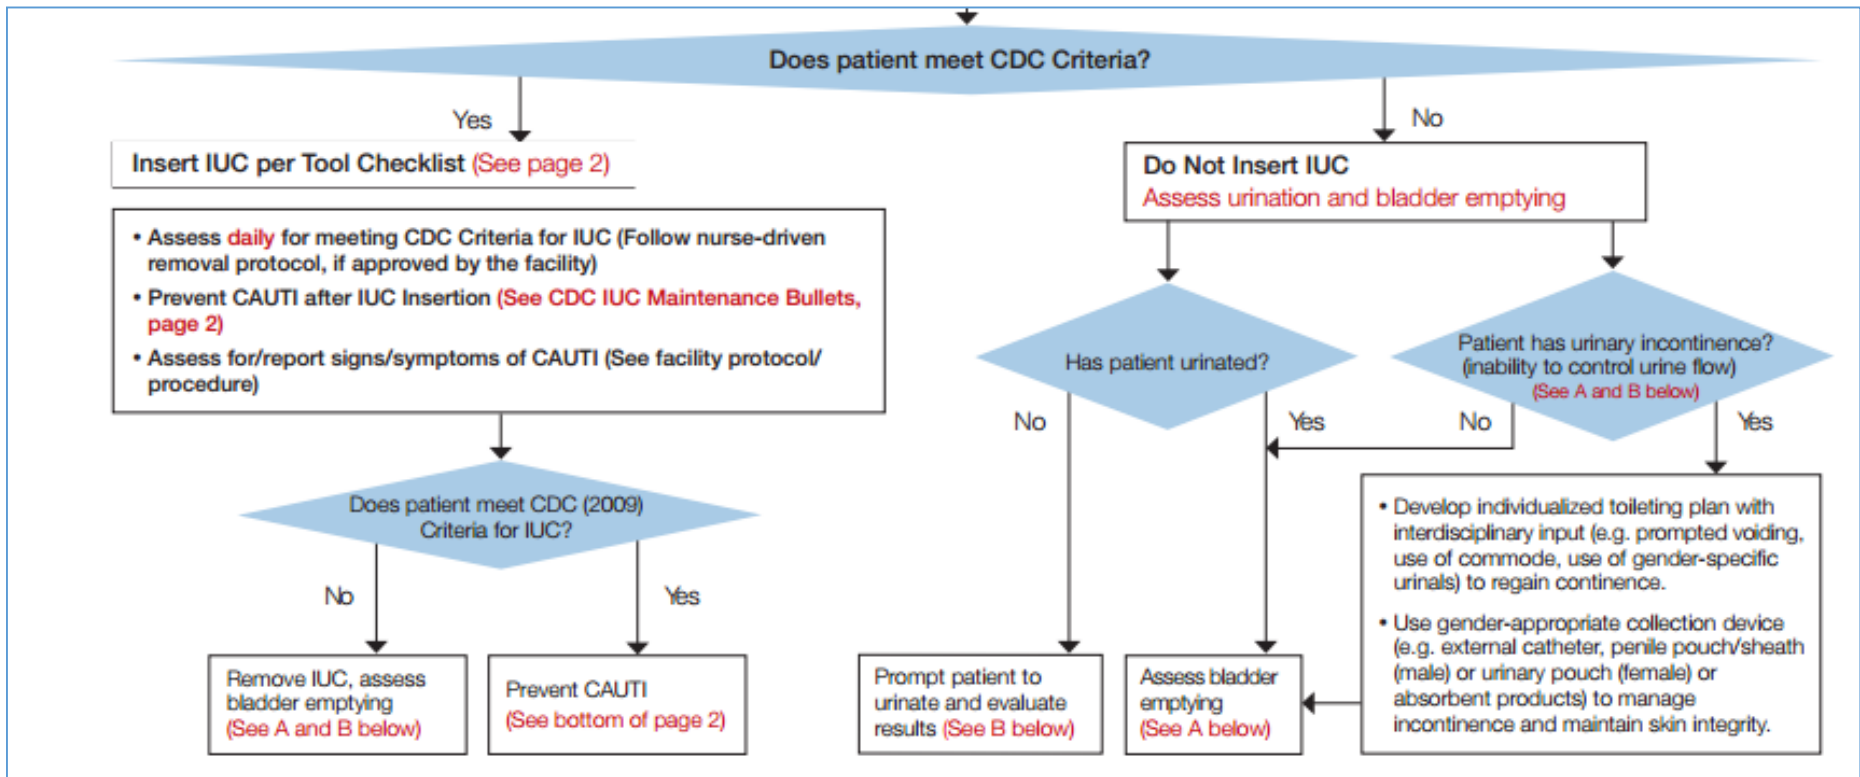 Does patient meet CDC Criteria?
Yes
No
Insert IUC per Tool Checklist (See page 2)
Do Not Insert IUC
Assess urination and bladder emptying
• Assess daily for meeting CDC Criteria for IUC (Follow nurse-driven
removal protocol, if approved by the facility)
• Prevent CAUTI after IUC Insertion (See CDC IUC Maintenance Bullets,
page 2)
• Assess for/report signs/symptoms of CAUTI (See facility protocol/
procedure)
Has patient urinated?
Patient has urinary incontinence?
(inability to control urine flow)
(See A and B below)
No
Yes
No
Yes
Does patient meet CDC (2009)
Criteria for IUC?
No
Yes
Remove IUC, assess
bladder emptying
(See A and B below)
Prevent CAUTI
(See bottom of page 2)
Prompt patient to
urinate and evaluate
results (See B below)
Assess bladder
emptying
(See A below)
• Develop individualized toileting plan with
interdisciplinary input (e.g. prompted voiding,
use of commode, use of gender-specific
urinals) to regain continence.
• Use gender-appropriate collection device
(e.g. external catheter, penile pouch/sheath
(male) or urinary pouch (female) or
absorbent products) to manage
incontinence and maintain skin integrity.